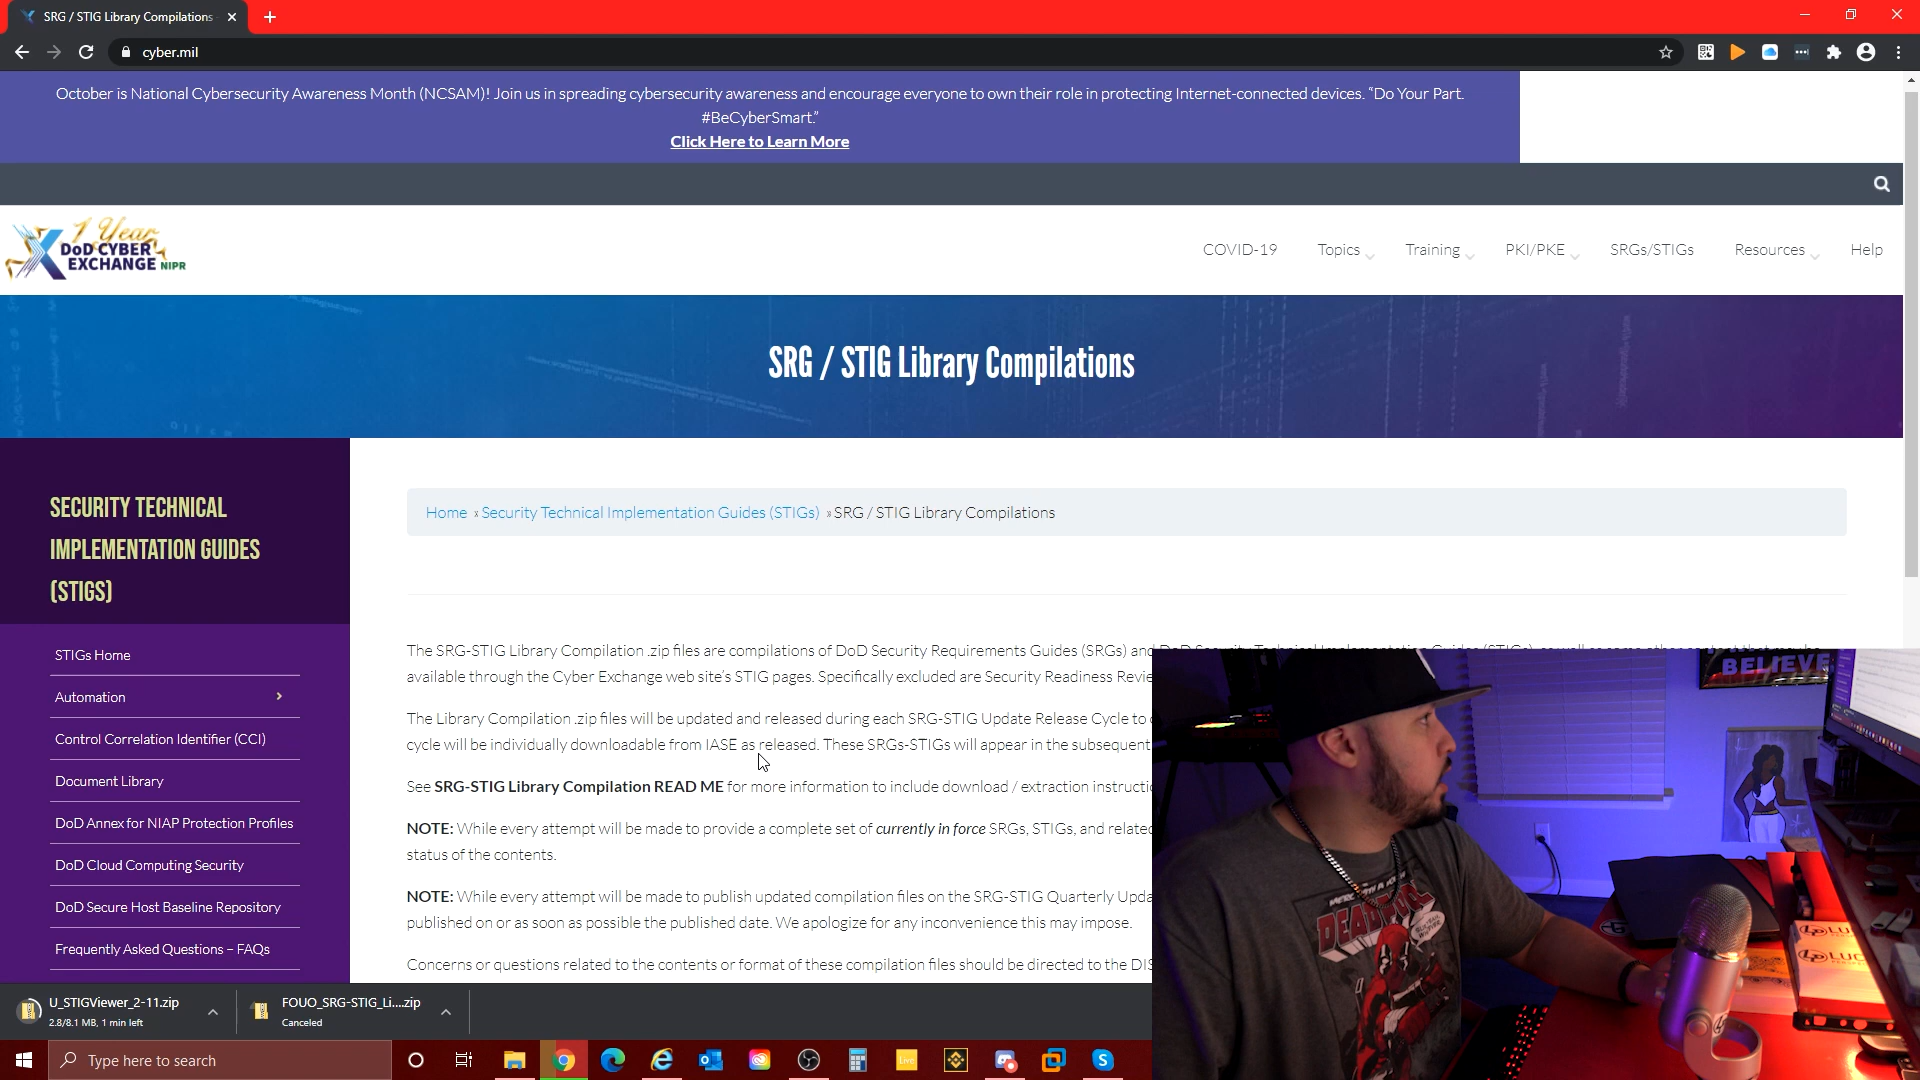 SRG / STIG Library Compilations
cyber.mil
October is National Cybersecurity Awareness Month (NCSAM)! Join us in spreading cybersecurity awareness and encourage everyone to own their role in protecting Internet-connected devices. "Do Your Part.
#BeCyberSmart."
Click Here to Learn More
1 Year
DoD CYBER
EXCHANGE NIPR
COVID-19 Topics Training PKI/PKE SRGs/STIGs Resources Help
SRG / STIG Library Compilations
SECURITY TECHNICAL
IMPLEMENTATION GUIDES
(STIGS)
STIGs Home
Automation
Control Correlation Identifier (CCI)
Document Library
DoD Annex for NIAP Protection Profiles
DoD Cloud Computing Security
DoD Secure Host Baseline Repository
Frequently Asked Questions – FAQs
Home » Security Technical Implementation Guides (STIGs) » SRG / STIG Library Compilations
The SRG-STIG Library Compilation .zip files are compilations of DoD Security Requirements Guides (SRGs) and
available through the Cyber Exchange web site's STIG pages. Specifically excluded are Security Readiness
The Library Compilation .zip files will be updated and released during each SRG-STIG Update Release Cycle to
cycle will be individually downloadable from IASE as released. These SRGs-STIGs will appear in the subsequent
See SRG-STIG Library Compilation READ ME for more information to include download / extraction
NOTE: While every attempt will be made to provide a complete set of currently in force SRGs, STIGs, and
status of the contents.
NOTE: While every attempt will be made to publish updated compilation files on the SRG-STIG Quarterly
published on or as soon as possible the published date. We apologize for any inconvenience this may impose.
Concerns or questions related to the contents or format of these compilation files should be directed to the
BELIEVE
DEADPOOL
U_STIGViewer_2-11.zip
2.8/8.1 MB, 1 min left
FOUO_SRG-STIG_Li....zip
Canceled
Type here to search
Live